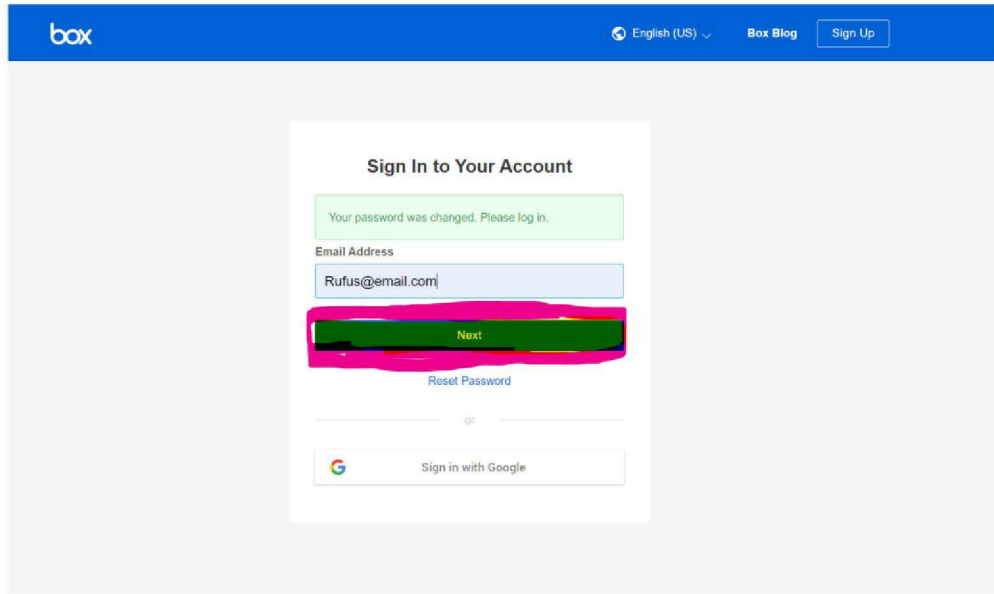 box
English (US)
Box Blog
Sign Up
Sign In to Your Account
Your password was changed. Please log in.
Email Address
Rufus@email.com
Next
Reset Password
or
Sign in with Google